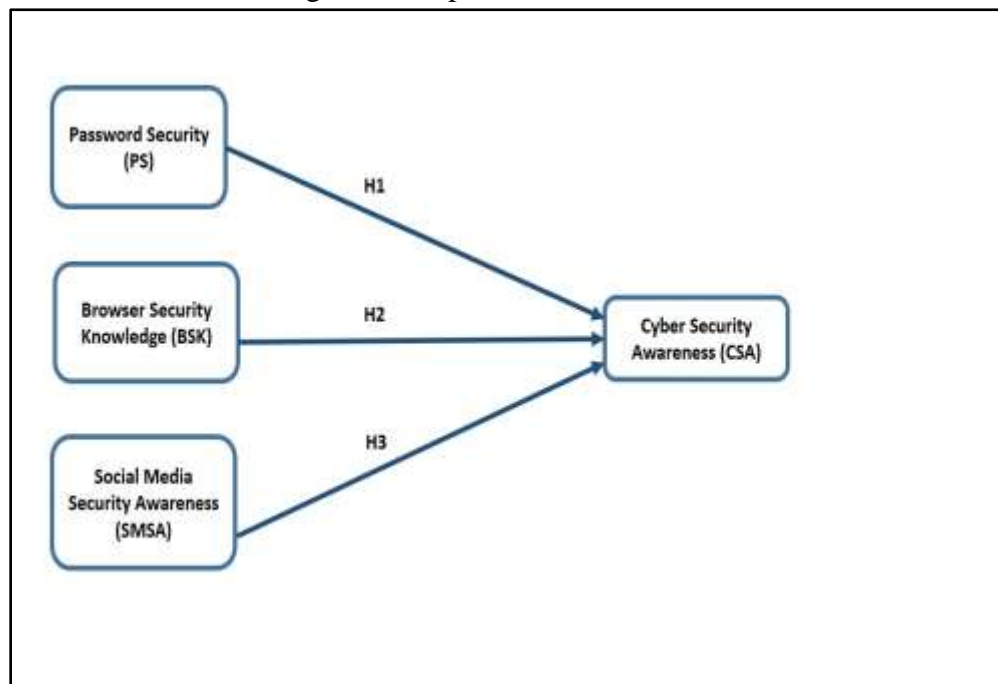 Password Security
(PS)
H1
Browser Security
Knowledge (BSK)
H2
Cyber Security
Awareness (CSA)
H3
Social Media
Security Awareness
(SMSA)